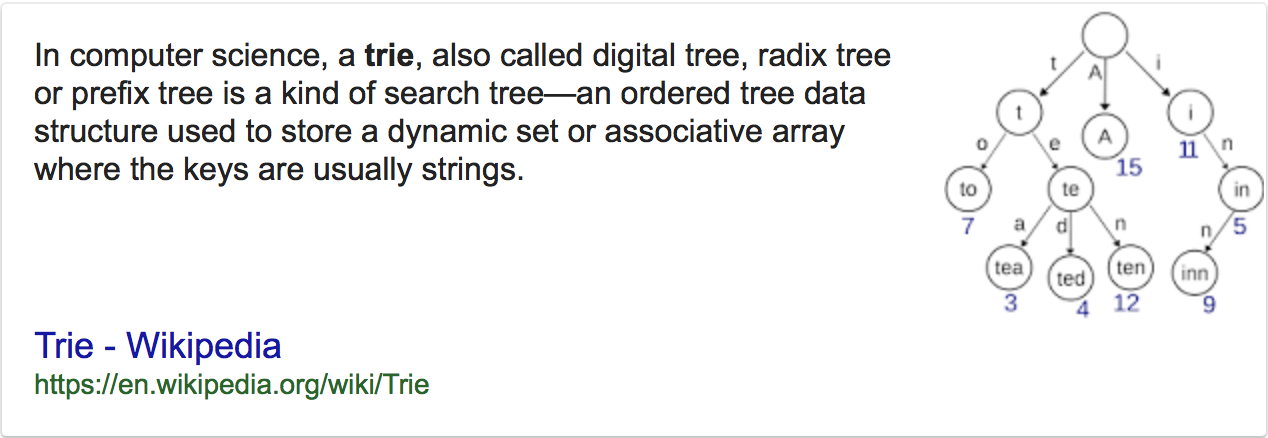 In computer science, a trie, also called digital tree, radix tree
or prefix tree is a kind of search tree—an ordered tree data
structure used to store a dynamic set or associative array
where the keys are usually strings.
Trie - Wikipedia
https://en.wikipedia.org/wiki/Trie
t A i
t A i
15 11
o e n
to te in
7 5
a d n n
tea ted ten inn
3 4 12 9